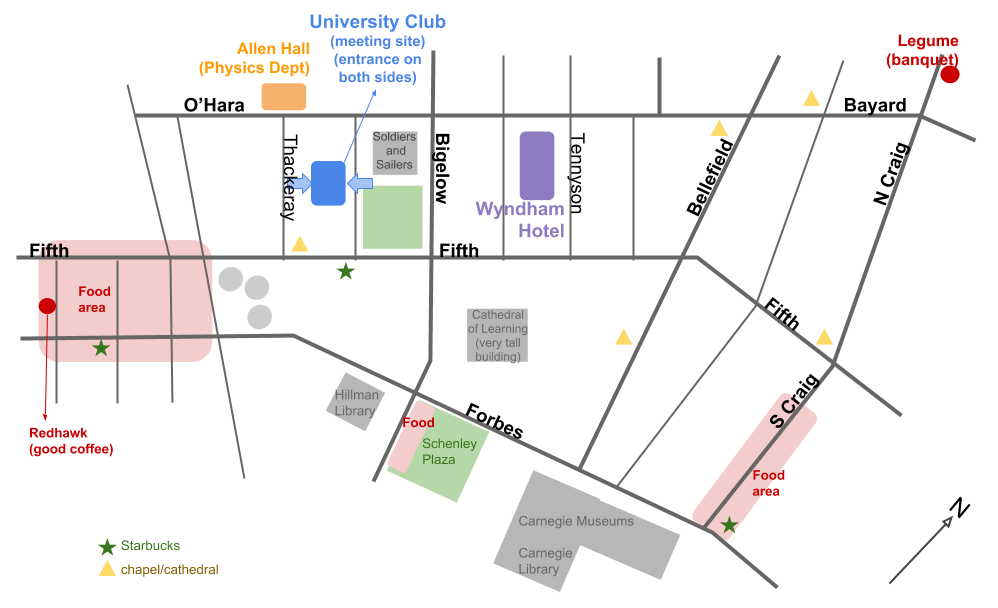 University Club
(meeting site)
(entrance on
both sides)
Allen Hall
(Physics Dept)
Legume
(banquet)
O'Hara
Bayard
Thackeray
Soldiers
and
Sailers
Bigelow
Tennyson
Bellefield
N Craig
Wyndham
Hotel
Fifth
Fifth
Food
area
Fifth
Cathedral
of Learning
(very tall
building)
Hillman
Library
Forbes
S Craig
Food
Schenley
Plaza
Redhawk
(good coffee)
Food
area
Carnegie Museums
Carnegie
Library
N
Starbucks
chapel/cathedral